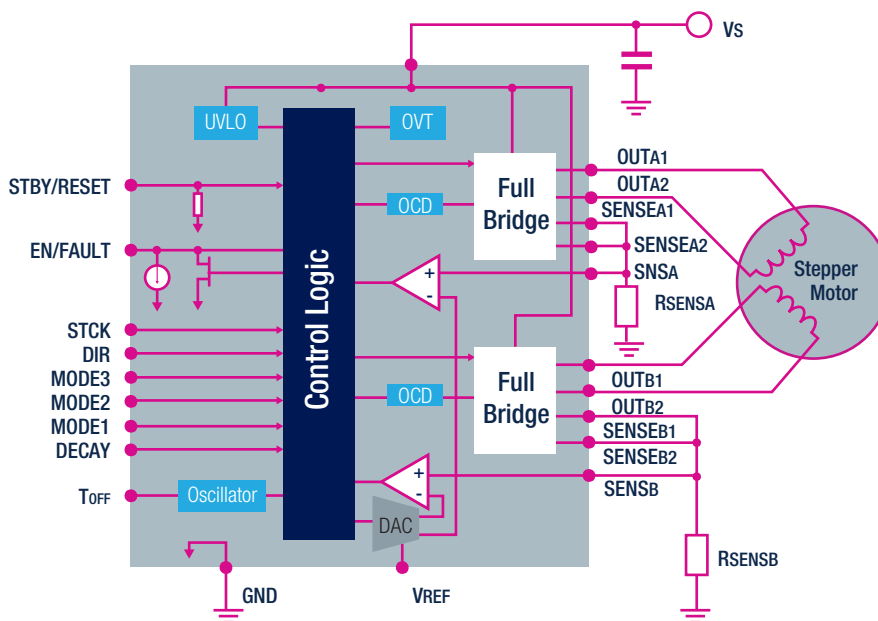 VS
UVLO
OVT
OUTA1
STBY/RESET
Full
Bridge
OUTA2
OCD
SENSEA1
EN/FAULT
SENSEA2
+
-
SNSA
Stepper
Motor
RSENSA
Control Logic
STCK
DIR
MODE3
MODE2
MODE1
DECAY
Full
Bridge
OCD
OUTB1
OUTB2
SENSEB1
SENSEB2
+
-
SENSB
TOFF
Oscillator
DAC
RSENSB
GND
VREF